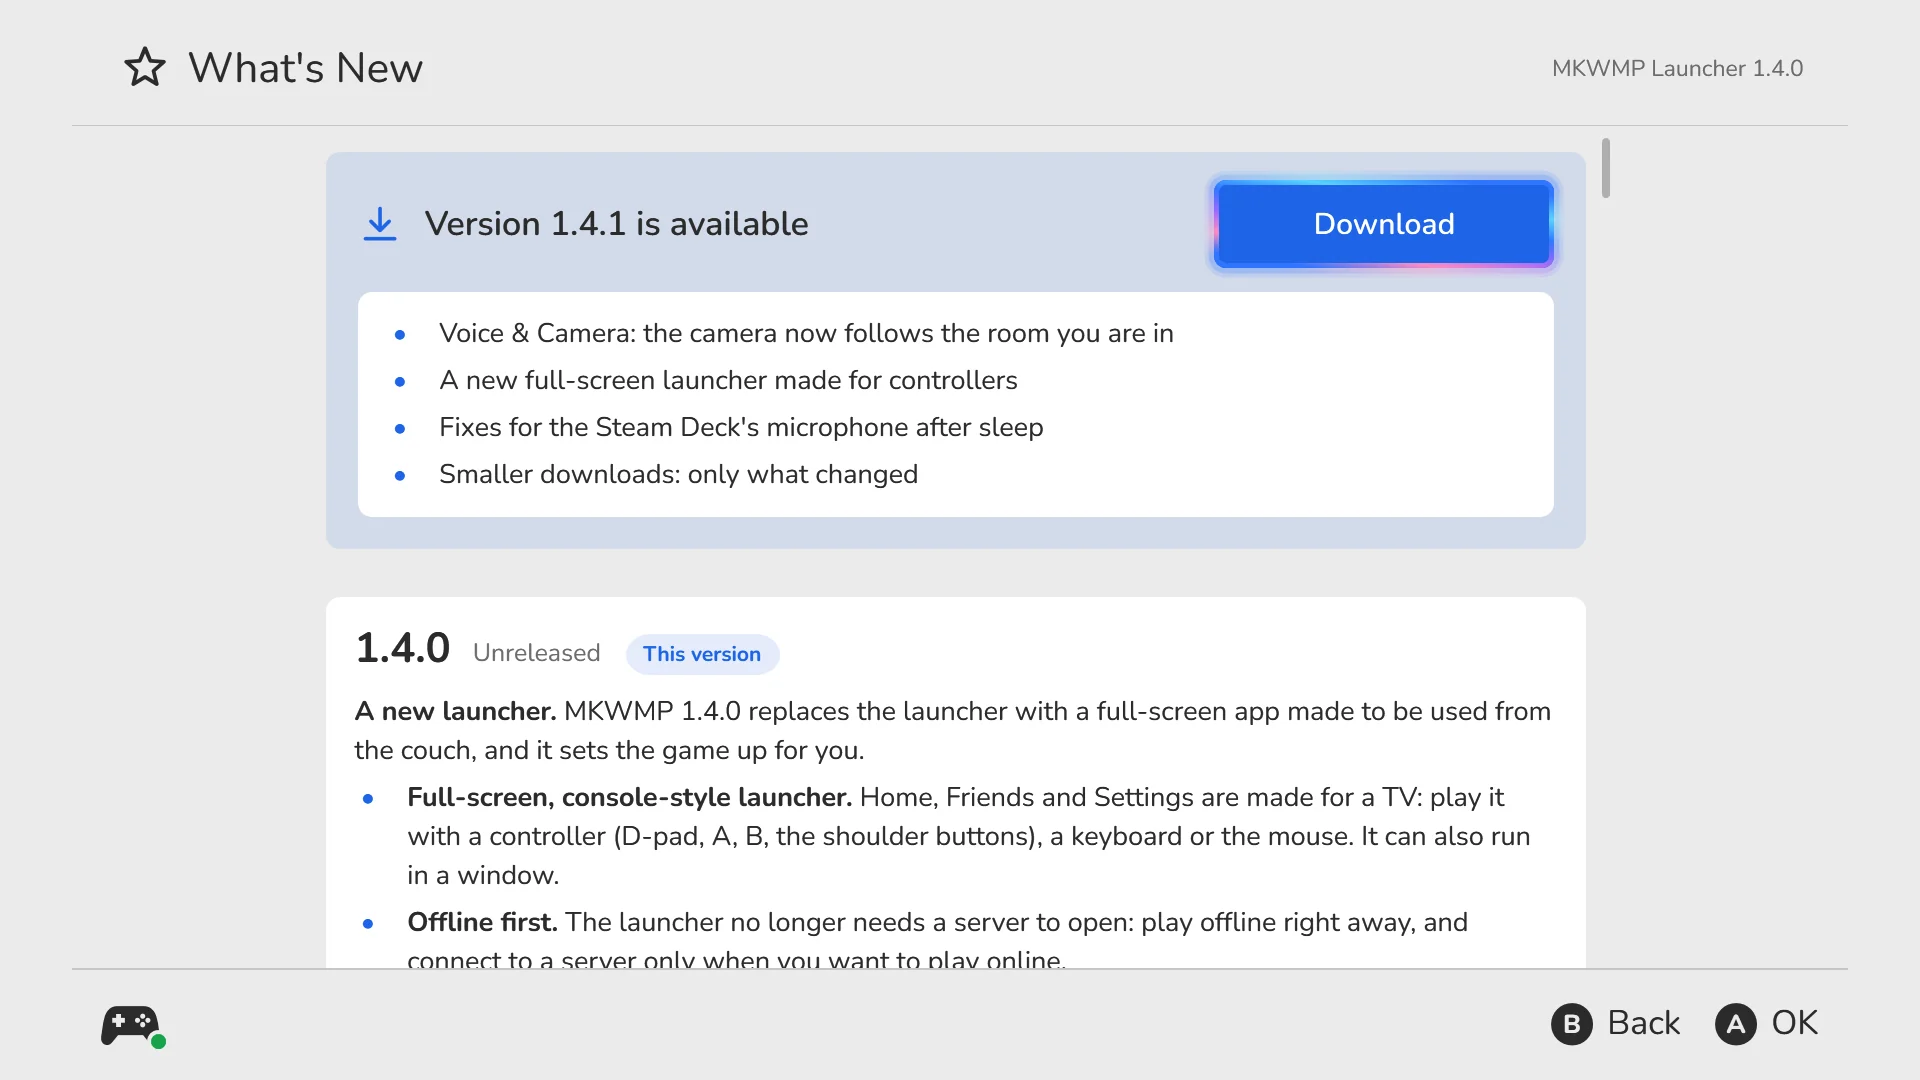 What's New
MKWMP Launcher 1.4.0
Version 1.4.1 is available
Download
Voice & Camera: the camera now follows the room you are in
A new full-screen launcher made for controllers
Fixes for the Steam Deck's microphone after sleep
Smaller downloads: only what changed
1.4.0 Unreleased This version
A new launcher. MKWMP 1.4.0 replaces the launcher with a full-screen app made to be used from
the couch, and it sets the game up for you.
Full-screen, console-style launcher. Home, Friends and Settings are made for a TV: play it
with a controller (D-pad, A, B, the shoulder buttons), a keyboard or the mouse. It can also run
in a window.
Offline first. The launcher no longer needs a server to open: play offline right away, and
connect to a server only when you want to play online.
B Back A OK